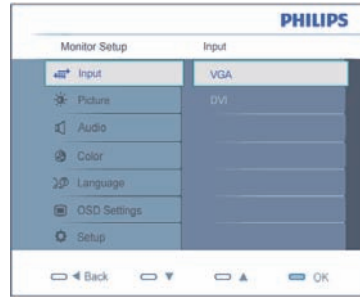 PHILIPS
Monitor Setup Input
Input VGA
Picture DVI
Audio
Color
Language
OSD Settings
Setup
Back OK